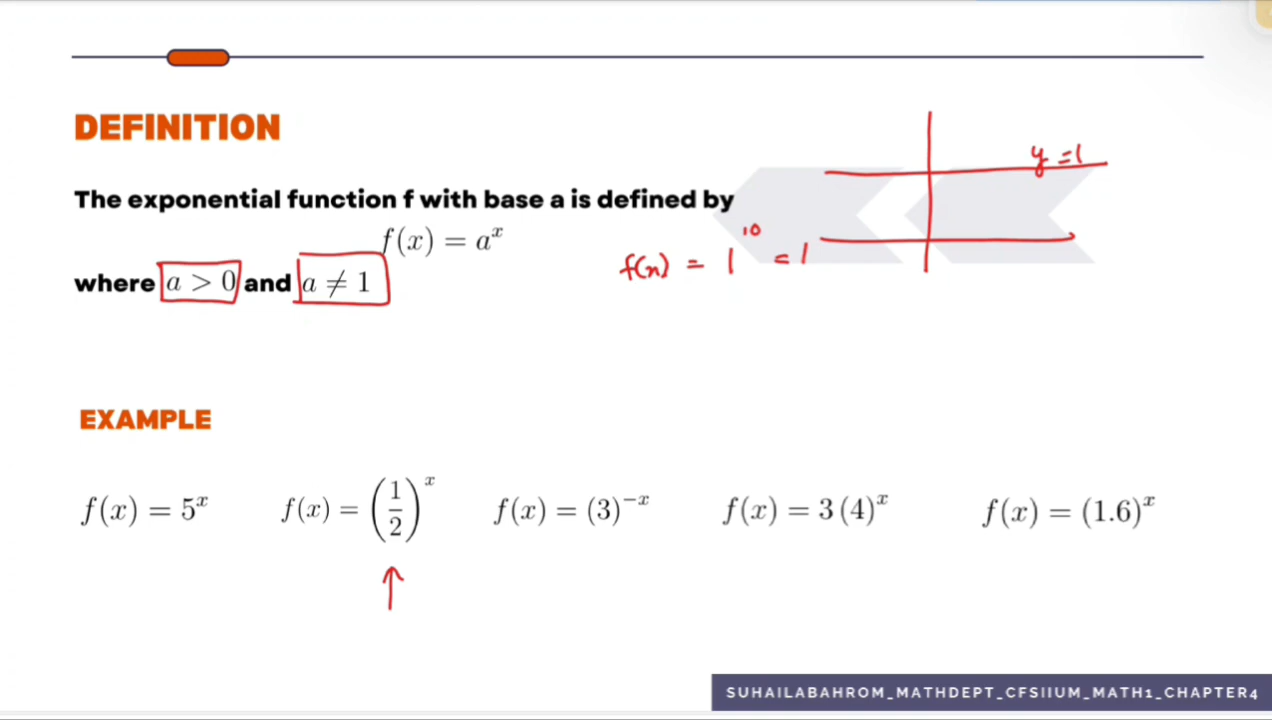 DEFINITION
y = 1
The exponential function f with base a is defined by
f(x) = a^x
f(x) = 1^10 = 1
where a > 0 and a ≠ 1
EXAMPLE
f(x) = 5^x f(x) = (1/2)^x f(x) = (3)^−x f(x) = 3 (4)^x f(x) = (1.6)^x
SUHAILABAHROM_MATHDEPT_CFSIIUM_MATH1_CHAPTER4